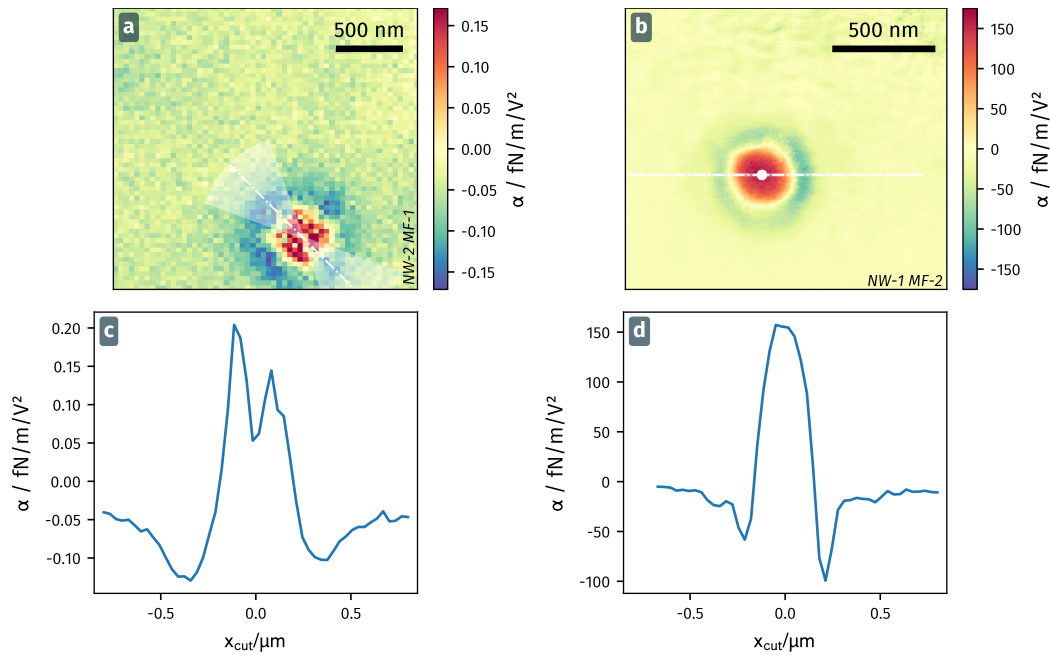 a
500 nm
NW-2 MF-1
0.15
0.10
0.05
0.00
-0.05
-0.10
-0.15
α / fN/m/V²
b
500 nm
NW-1 MF-2
150
100
50
0
-50
-100
-150
α / fN/m/V²
c
0.20
0.15
0.10
0.05
0.00
-0.05
-0.10
α / fN/m/V²
-0.5
0.0
0.5
x_cut/μm
d
150
100
50
0
-50
-100
α / fN/m/V²
-0.5
0.0
0.5
x_cut/μm